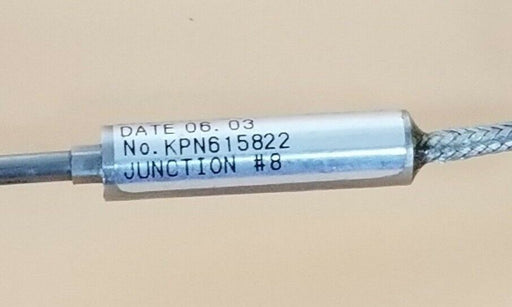 DATE 06. 03
No. KPN615822
JUNCTION #8